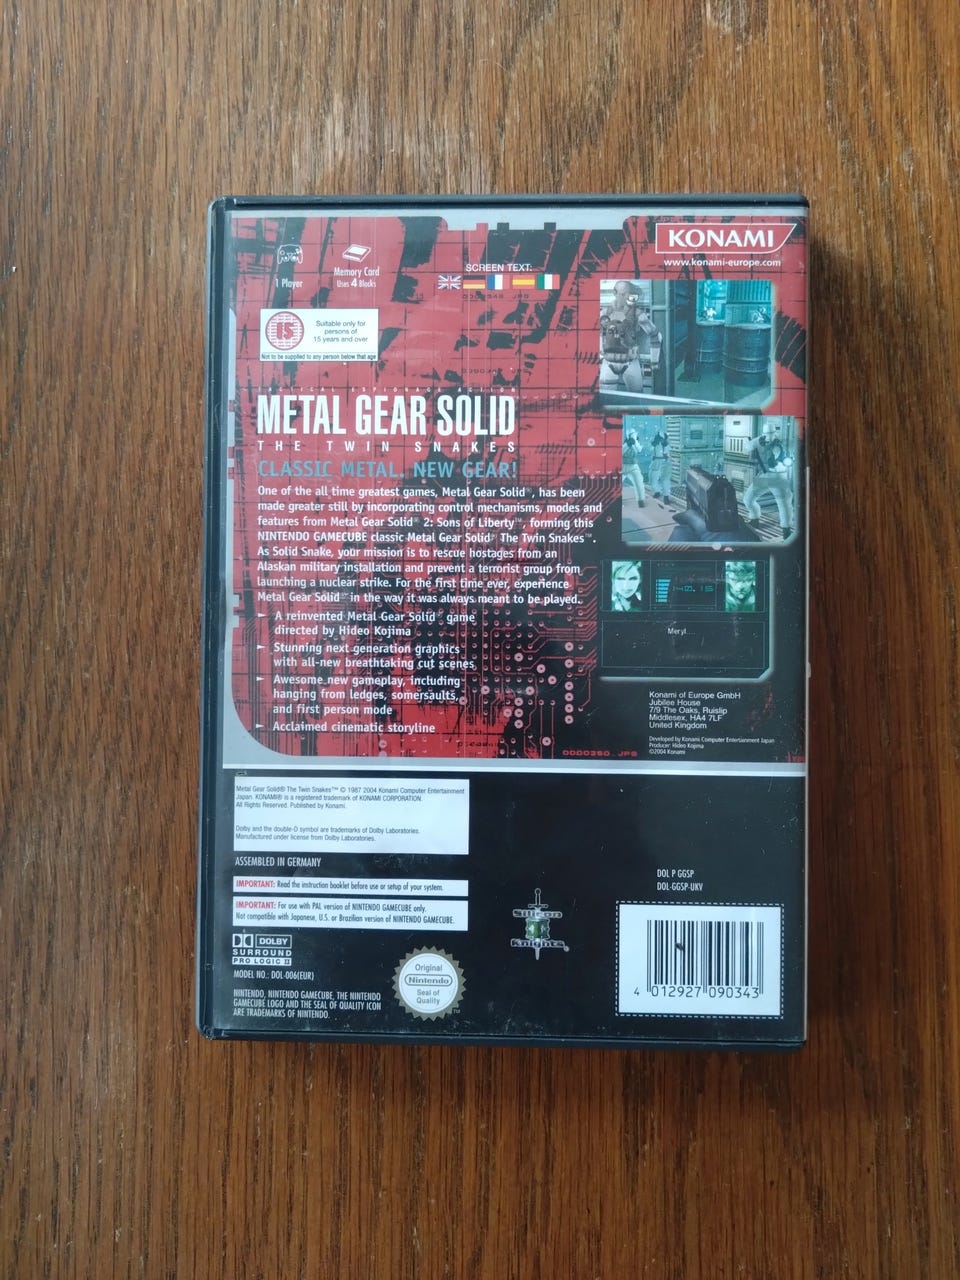 KONAMI
www.konami-europe.com
1 Player
Memory Card
Uses 4 Blocks
SCREEN TEXT:
15
Suitable only for
persons of
15 years and over
Not to be supplied to any person below that age
TACTICAL ESPIONAGE ACTION
METAL GEAR SOLID
THE TWIN SNAKES
CLASSIC METAL, NEW GEAR!
One of the all time greatest games, Metal Gear Solid®, has been
made greater still by incorporating control mechanisms, modes and
features from Metal Gear Solid® 2: Sons of Liberty™, forming this
NINTENDO GAMECUBE classic Metal Gear Solid® The Twin Snakes™.
As Solid Snake, your mission is to rescue hostages from an
Alaskan military installation and prevent a terrorist group from
launching a nuclear strike. For the first time ever, experience
Metal Gear Solid® in the way it was always meant to be played.
► A reinvented Metal Gear Solid® game
directed by Hideo Kojima
► Stunning next generation graphics
with all-new breathtaking cut scenes
► Awesome new gameplay, including
hanging from ledges, somersaults,
and first person mode
► Acclaimed cinematic storyline
140.15
Meryl...
Konami of Europe GmbH
Jubilee House
7/9 The Oaks, Ruislip
Middlesex, HA4 7LF
United Kingdom
Developed by Konami Computer Entertainment Japan
Producer: Hideo Kojima
©2004 Konami
Metal Gear Solid® The Twin Snakes™ © 1987 2004 Konami Computer Entertainment
Japan. KONAMI® is a registered trademark of KONAMI CORPORATION.
All Rights Reserved. Published by Konami.
Dolby and the double-D symbol are trademarks of Dolby Laboratories.
Manufactured under license from Dolby Laboratories.
ASSEMBLED IN GERMANY
IMPORTANT: Read the instruction booklet before use or setup of your system.
IMPORTANT: For use with PAL version of NINTENDO GAMECUBE only.
Not compatible with Japanese, U.S. or Brazilian version of NINTENDO GAMECUBE.
DOLBY
SURROUND
PRO LOGIC II
MODEL NO.: DOL-006(EUR)
NINTENDO, NINTENDO GAMECUBE, THE NINTENDO
GAMECUBE LOGO AND THE SEAL OF QUALITY ICON
ARE TRADEMARKS OF NINTENDO.
Original
Nintendo
Seal of
Quality
TM
Silicon
Knights
DOL P GGSP
DOL-GGSP-UKV
4 012927 090343